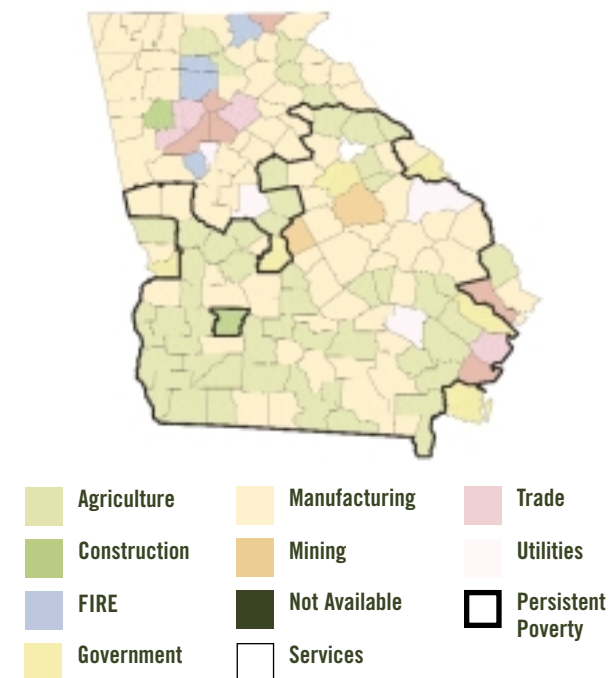 Agriculture
Manufacturing
Trade
Construction
Mining
Utilities
FIRE
Not Available
Persistent
Poverty
Government
Services